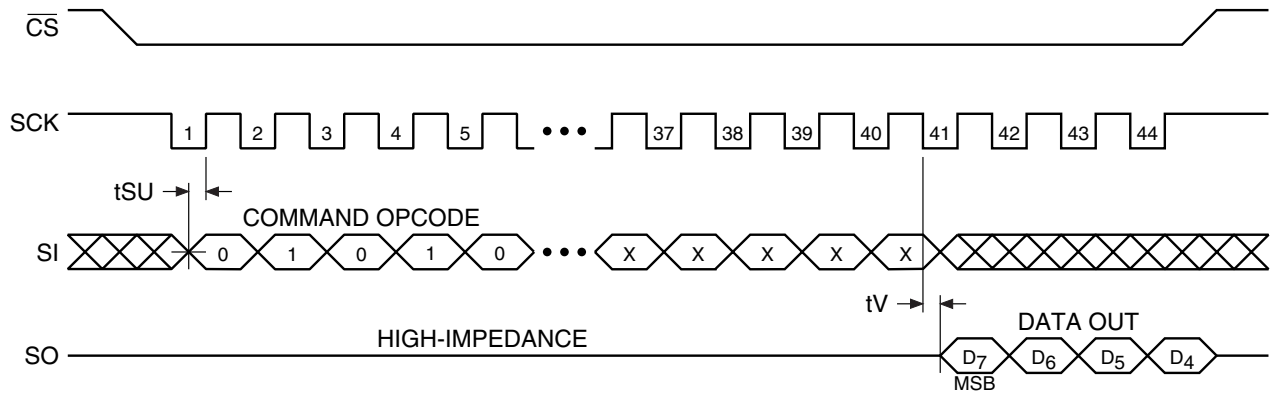 CS
SCK 1 2 3 4 5 ••• 37 38 39 40 41 42 43 44
tSU
COMMAND OPCODE
SI 0 1 0 1 0 ••• X X X X X
tV
HIGH-IMPEDANCE DATA OUT
SO D7 D6 D5 D4
MSB